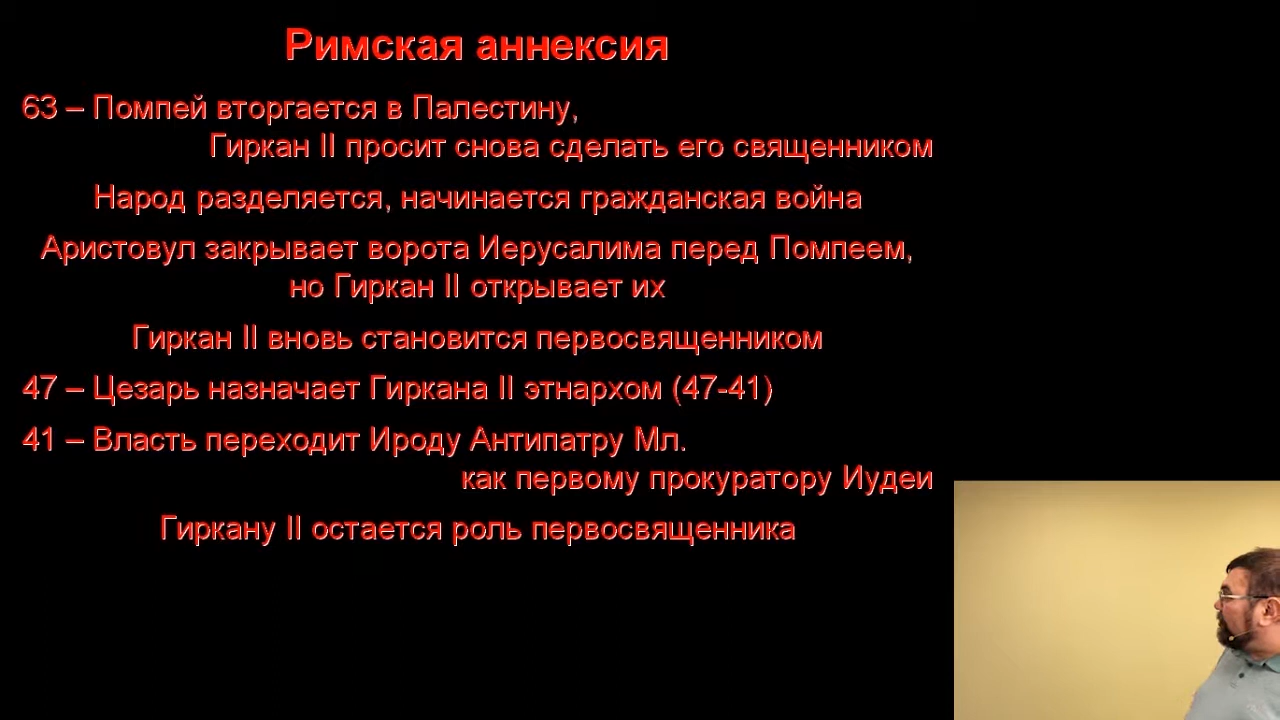 Римская аннексия
63 – Помпей вторгается в Палестину,
Гиркан II просит снова сделать его священником
Народ разделяется, начинается гражданская война
Аристовул закрывает ворота Иерусалима перед Помпеем,
но Гиркан II открывает их
Гиркан II вновь становится первосвященником
47 – Цезарь назначает Гиркана II этнархом (47-41)
41 – Власть переходит Ироду Антипатру Мл.
как первому прокуратору Иудеи
Гиркану II остается роль первосвященника